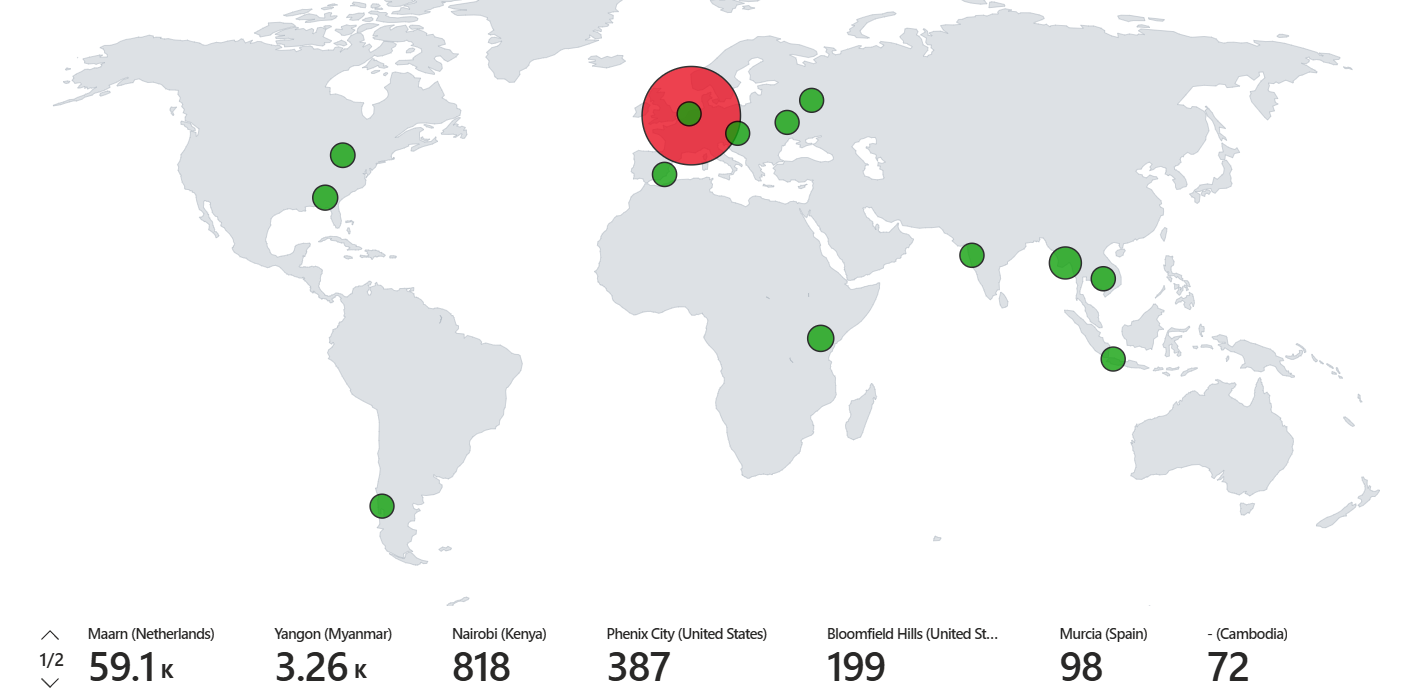 Maarn (Netherlands) Yangon (Myanmar) Nairobi (Kenya) Phenix City (United States) Bloomfield Hills (United St... Murcia (Spain) - (Cambodia)
1/2 59.1 K 3.26 K 818 387 199 98 72